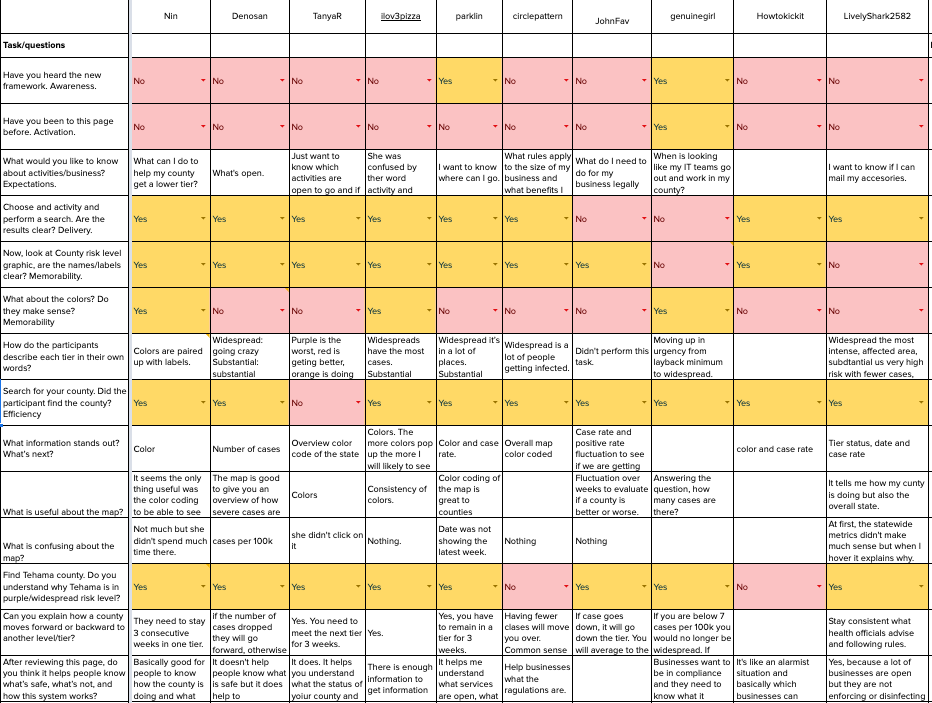 Nin Denosan TanyaR ilov3pizza parklin circlepattern JohnFav genuinegirl Howtokickit LivelyShark2582
Task/questions
Have you heard the new framework. Awareness. No No No No Yes No No Yes No No
Have you been to this page before. Activation. No No No No No No No Yes No No
What would you like to know about activities/business? Expectations. What can I do to help my county get a lower tier? What's open. Just want to know which activities are open to go and if She was confused by ther word activity and I want to know where can I go. What rules apply to the size of my business and what benefits I What do I need to do for my business legally When is looking like my IT teams go out and work in my county? I want to know if I can mail my accesories.
Choose and activity and perform a search. Are the results clear? Delivery. Yes Yes Yes Yes Yes Yes No No Yes Yes
Now, look at County risk level graphic, are the names/labels clear? Memorability. Yes Yes Yes Yes Yes Yes Yes No Yes No
What about the colors? Do they make sense? Memorability Yes No No Yes No No No Yes No No
How do the participants describe each tier in their own words? Colors are paired up with labels. Widespread: going crazy Substantial: substantial Purple is the worst, red is geting better, orange is doing Widespreads have the most cases. Substantial Widespread it's in a lot of places. Substantial Widespread is a lot of people getting infected. Didn't perform this task. Moving up in urgency from layback minimum to widespread. Widespread the most intense, affected area, subdtantial us very high risk with fewer cases,
Search for your county. Did the participant find the county? Efficiency Yes Yes No Yes Yes Yes Yes Yes Yes Yes
What information stands out? What's next? Color Number of cases Overview color code of the state Colors. The more colors pop up the more I will likely to see Color and case rate. Overall map color coded Case rate and positive rate fluctuation to see if we are getting color and case rate Tier status, date and case rate
What is useful about the map? It seems the only thing useful was the color coding to be able to see The map is good to give you an overview of how severe cases are Colors Consistency of colors. Color coding of the map is great to counties Fluctuation over weeks to evaluate if a county is better or worse. Answering the question, how many cases are there? It tells me how my cunty is doing but also the overall state.
What is confusing about the map? Not much but she didn't spend much time there. cases per 100k she didn't click on it Nothing. Date was not showing the latest week. Nothing Nothing At first, the statewide metrics didn't make much sense but when I hover it explains why.
Find Tehama county. Do you understand why Tehama is in purple/widespread risk level? Yes Yes Yes Yes Yes No Yes Yes No Yes
Can you explain how a county moves forward or backward to another level/tier? They need to stay 3 consecutive weeks in one tier. if the number of cases dropped they will go forward, otherwise Yes. You need to meet the next tier for 3 weeks. Yes. Yes, you have to remain in a tier for 3 weeks. Having fewer clases will move you over. Common sense If case goes down, it will go down the tier. You will average to the If you are below 7 cases per 100k you would no longer be widespread. If Stay consistent what health officials advise and following rules.
After reviewing this page, do you think it helps people know what's safe, what's not, and how this system works? Basically good for people to know how the county is doing and what It doesn't help people know what is safe but it does help to It does. It helps you understand what the status of yoiur county and There is enough information to get information It helps me understand what services are open, what Help businesses what the ragulations are. Businesses want to be in compliance and they need to know what it It's like an alarmist situation and basically which businesses can Yes, because a lot of businesses are open but they are not enforcing or disinfecting